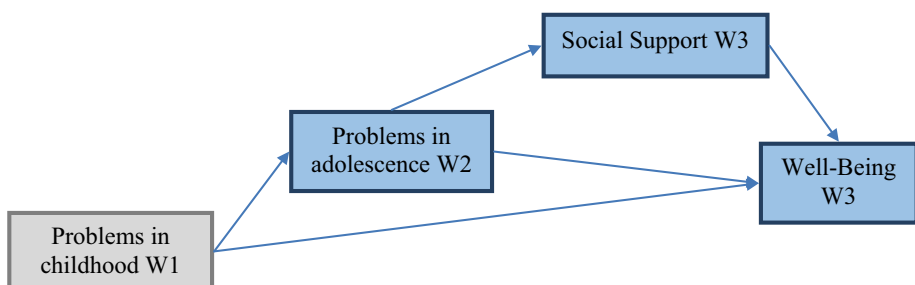 Social Support W3
Problems in
adolescence W2
Well-Being
W3
Problems in
childhood W1